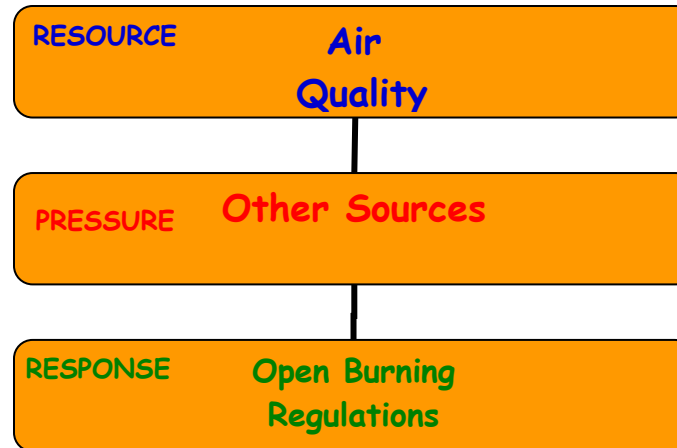 RESOURCE Air
Quality
PRESSURE Other Sources
RESPONSE Open Burning
Regulations